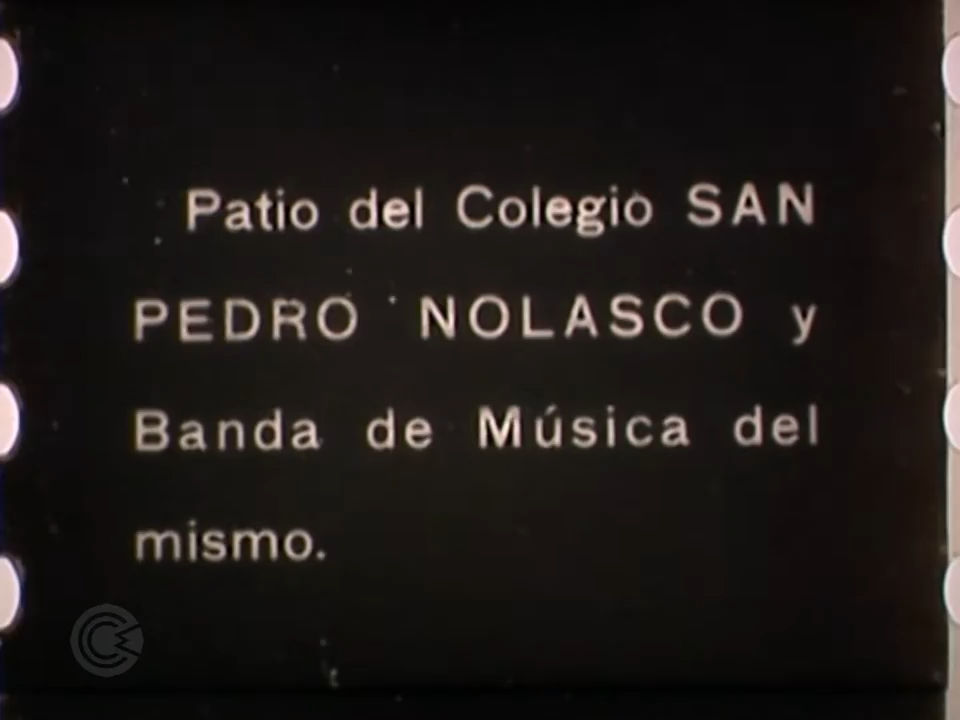 Patio del Colegio SAN
PEDRO NOLASCO y
Banda de Música del
mismo.